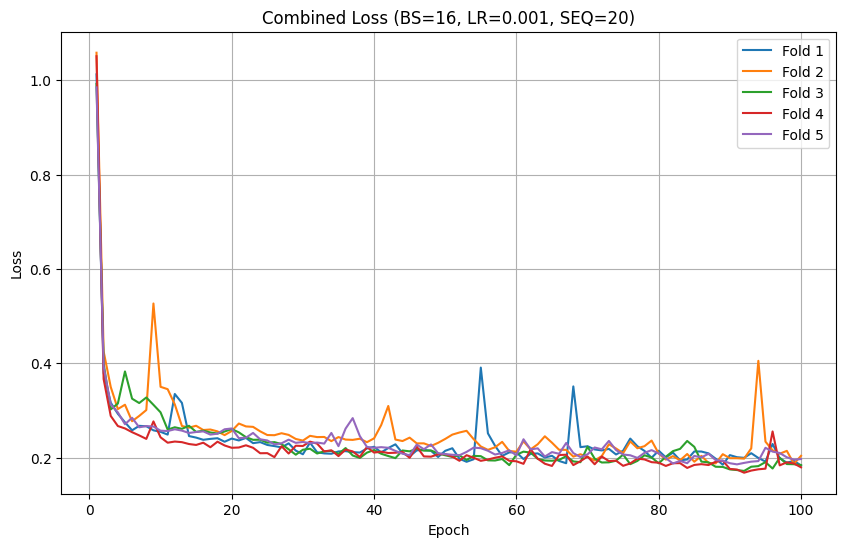 Combined Loss (BS=16, LR=0.001, SEQ=20)
Fold 1
Fold 2
Fold 3
Fold 4
Fold 5
Loss
1.0
0.8
0.6
0.4
0.2
0 20 40 60 80 100
Epoch